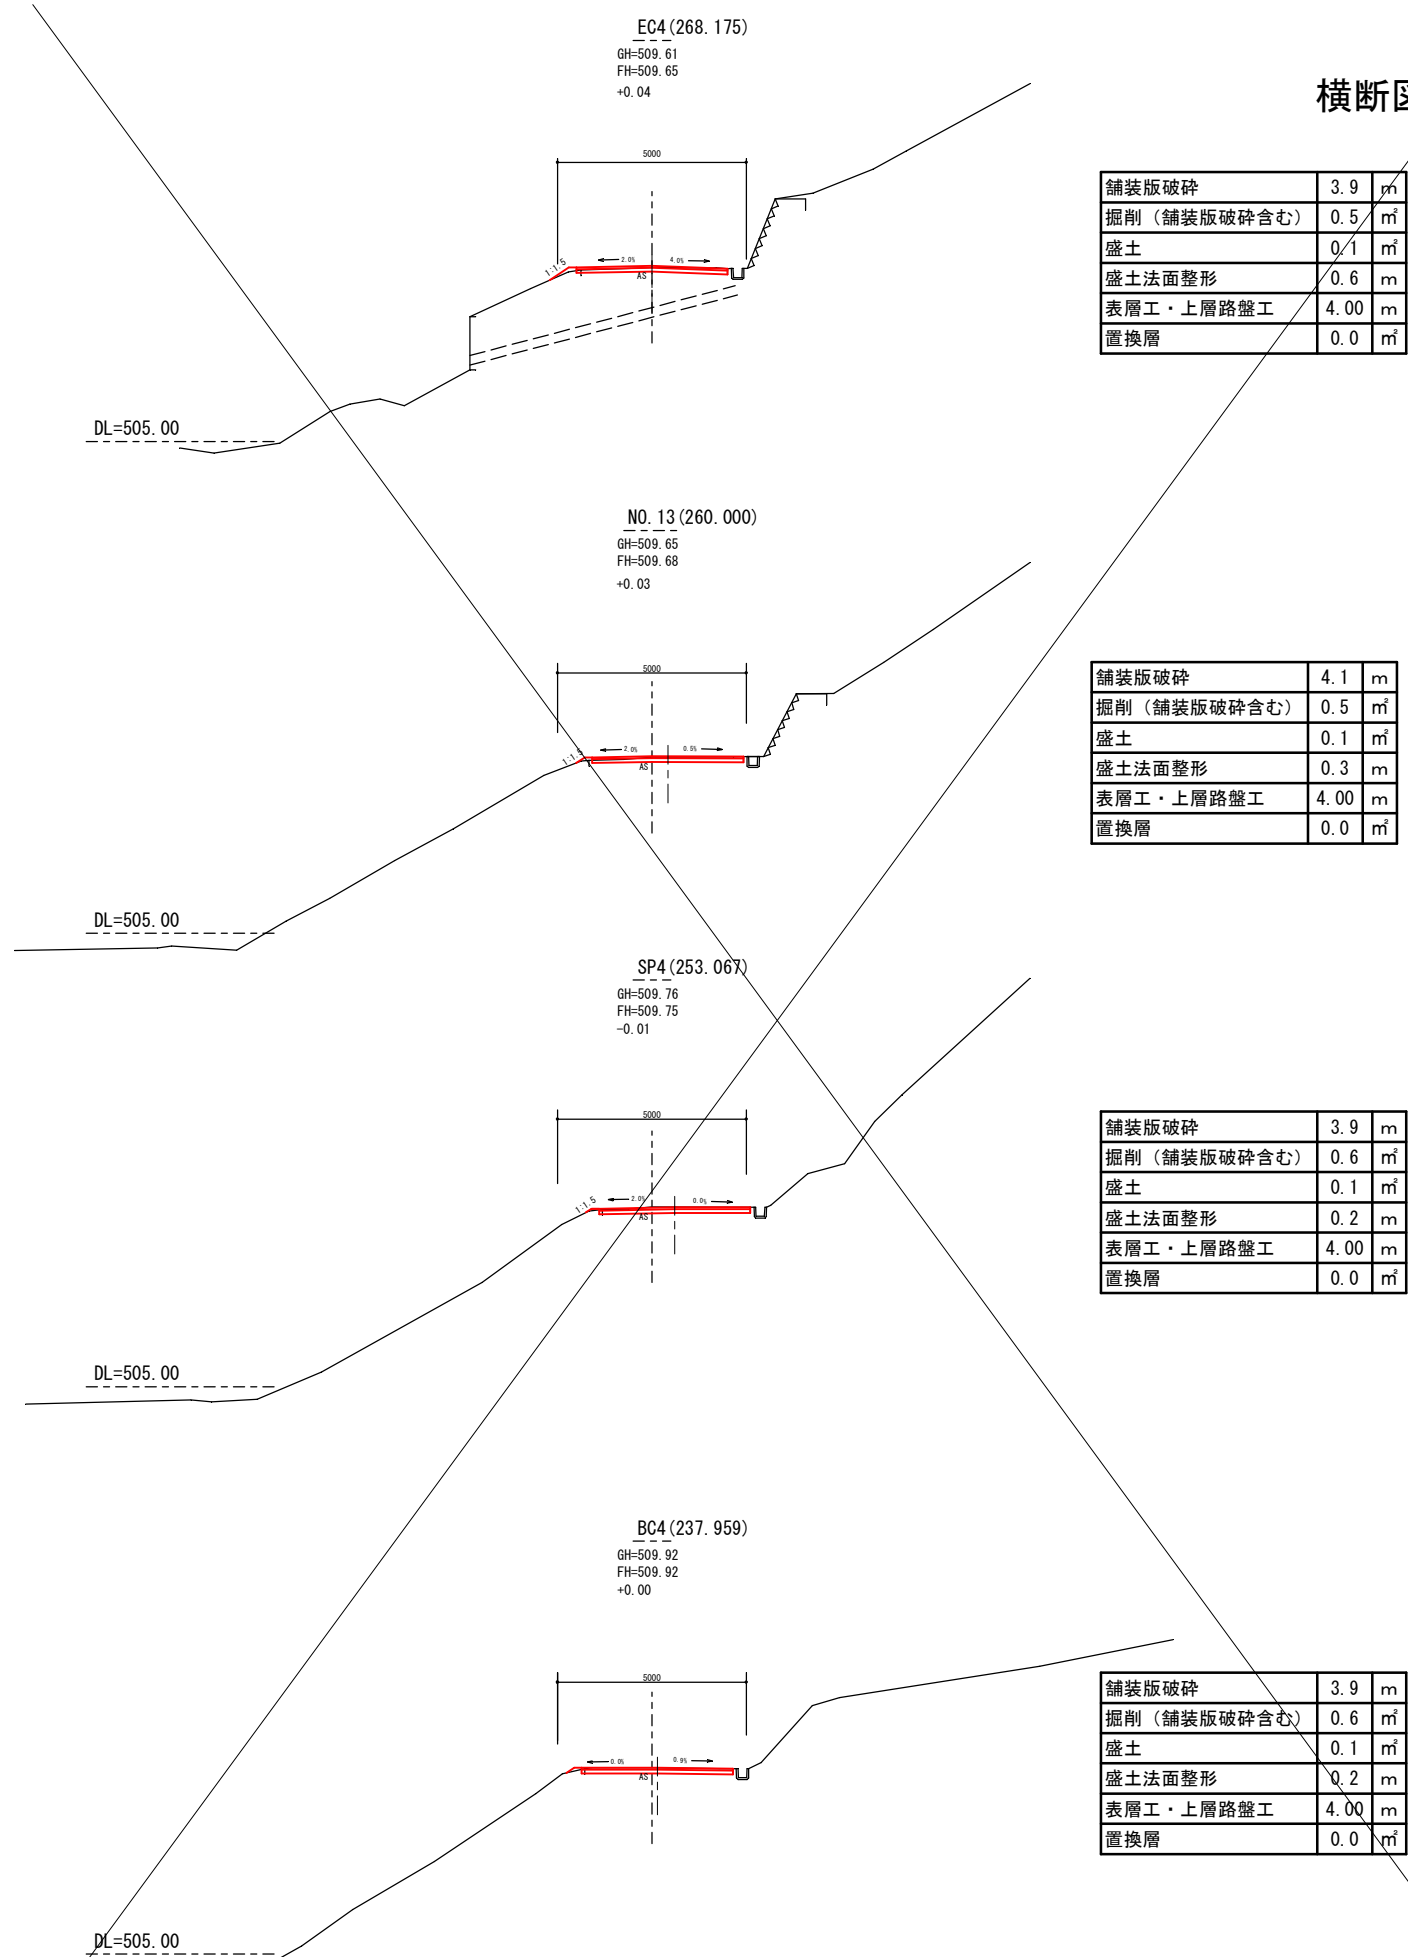 EC4(268.175)
GH=509.61
FH=509.65
+0.04
横断図
5000
1:1.5
2.0%
4.0%
AS
DL=505.00
舗装版破砕 3.9 m
掘削（舗装版破砕含む） 0.5 ㎡
盛土 0.1 ㎡
盛土法面整形 0.6 m
表層工・上層路盤工 4.00 m
置換層 0.0 ㎡
NO.13(260.000)
GH=509.65
FH=509.68
+0.03
5000
1:1.5
2.0%
0.5%
AS
DL=505.00
舗装版破砕 4.1 m
掘削（舗装版破砕含む） 0.5 ㎡
盛土 0.1 ㎡
盛土法面整形 0.3 m
表層工・上層路盤工 4.00 m
置換層 0.0 ㎡
SP4(253.067)
GH=509.76
FH=509.75
-0.01
5000
1:1.5
2.0%
0.0%
AS
DL=505.00
舗装版破砕 3.9 m
掘削（舗装版破砕含む） 0.6 ㎡
盛土 0.1 ㎡
盛土法面整形 0.2 m
表層工・上層路盤工 4.00 m
置換層 0.0 ㎡
BC4(237.959)
GH=509.92
FH=509.92
+0.00
5000
0.0%
0.9%
AS
DL=505.00
舗装版破砕 3.9 m
掘削（舗装版破砕含む） 0.6 ㎡
盛土 0.1 ㎡
盛土法面整形 0.2 m
表層工・上層路盤工 4.00 m
置換層 0.0 ㎡